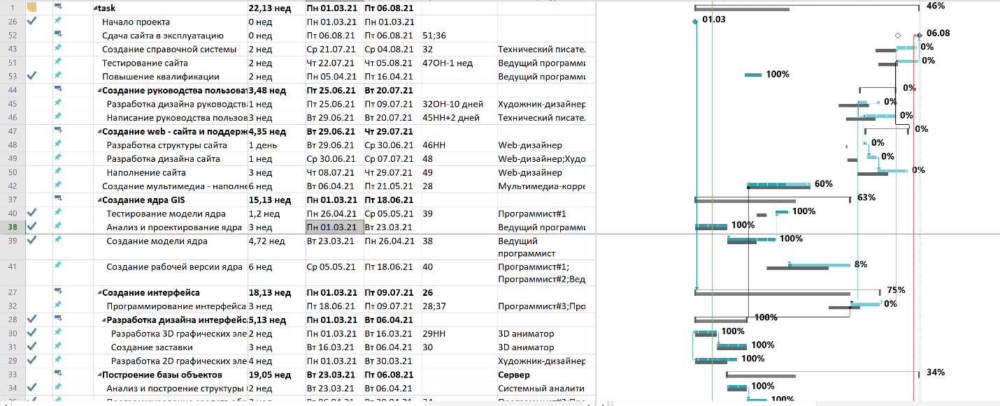 1 task 22,13 нед Пн 01.03.21 Пт 06.08.21 46%
26 Начало проекта 0 нед Пн 01.03.21 Пн 01.03.21 01.03
52 Сдача сайта в эксплуатацию 0 нед Пт 06.08.21 Пт 06.08.21 51;36 06.08
43 Создание справочной системы 2 нед Ср 21.07.21 Ср 04.08.21 32 Технический писате. 0%
51 Тестирование сайта 2 нед Чт 22.07.21 Чт 05.08.21 47ОН-1 нед Ведущий программи 0%
53 Повышение квалификации 2 нед Пн 05.04.21 Пт 16.04.21 Ведущий программи 100%
44 Создание руководства пользова 3,48 нед Пт 25.06.21 Вт 20.07.21 0%
45 Разработка дизайна руководства 1 нед Пт 25.06.21 Пт 09.07.21 32ОН-10 дней Художник-дизайнер 0%
46 Написание руководства пользов 3 нед Вт 29.06.21 Вт 20.07.21 45НН+2 дней Технический писате. 0%
47 Создание web - сайта и поддерж 4,35 нед Вт 29.06.21 Чт 29.07.21 0%
48 Разработка структуры сайта 1 день Вт 29.06.21 Ср 30.06.21 46НН Web-дизайнер 0%
49 Разработка дизайна сайта 1 нед Ср 30.06.21 Ср 07.07.21 48 Web-дизайнер;Худо 0%
50 Наполнение сайта 3 нед Чт 08.07.21 Чт 29.07.21 49 Web-дизайнер 0%
42 Создание мультимедиа - наполне 6 нед Вт 06.04.21 Пт 21.05.21 28 Мультимедиа-корре 60%
37 Создание ядра GIS 15,13 нед Пн 01.03.21 Пт 18.06.21 63%
40 Тестирование модели ядра 1,2 нед Пн 26.04.21 Ср 05.05.21 39 Программист#1 100%
38 Анализ и проектирование ядра 3 нед Пн 01.03.21 Вт 23.03.21 Ведущий программи 100%
39 Создание модели ядра 4,72 нед Вт 23.03.21 Пн 26.04.21 38 Ведущий 100%
программист
41 Создание рабочей версии ядра 6 нед Ср 05.05.21 Пт 18.06.21 40 Программист#1; 8%
Программист#2;Вед
27 Создание интерфейса 18,13 нед Пн 01.03.21 Пт 09.07.21 26 75%
32 Программирование интерфейса 3 нед Пт 18.06.21 Пт 09.07.21 28;37 Программист#3;Про 0%
28 Разработка дизайна интерфейс 5,13 нед Пн 01.03.21 Вт 06.04.21 100%
30 Разработка 3D графических эле 2 нед Пн 01.03.21 Вт 16.03.21 29НН 3D аниматор 100%
31 Создание заставки 3 нед Вт 16.03.21 Вт 06.04.21 30 3D аниматор 100%
29 Разработка 2D графических эле 4 нед Пн 01.03.21 Вт 30.03.21 Художник-дизайнер 100%
33 Построение базы объектов 19,05 нед Вт 23.03.21 Пт 06.08.21 Сервер 34%
34 Анализ и построение структуры 2 нед Вт 23.03.21 Вт 06.04.21 Системный аналити 100%
100%